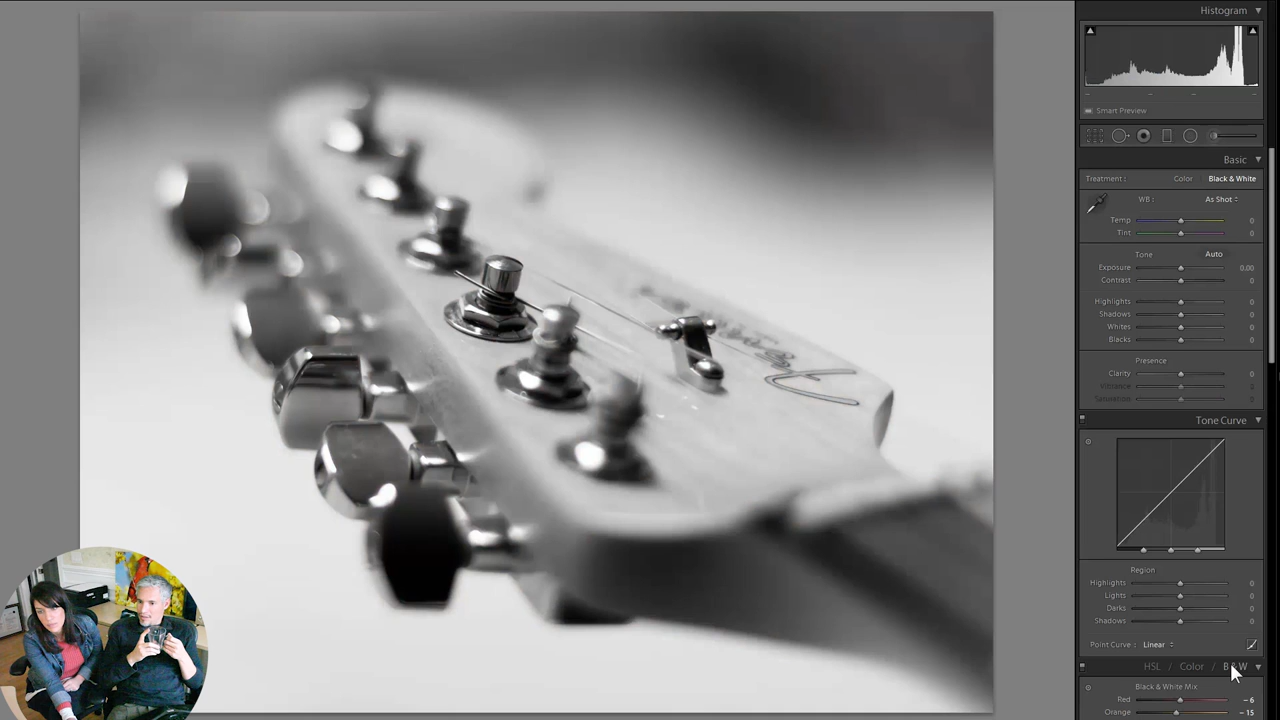 Histogram
Smart Preview
Basic
Treatment : Color Black & White
WB : As Shot
Temp 0
Tint 0
Tone Auto
Exposure 0.00
Contrast 0
Highlights 0
Shadows 0
Whites 0
Blacks 0
Presence
Clarity 0
Vibrance
Saturation
Tone Curve
Region
Highlights 0
Lights 0
Darks 0
Shadows 0
Point Curve : Linear
HSL / Color / B&W
Black & White Mix
Red – 6
Orange – 15